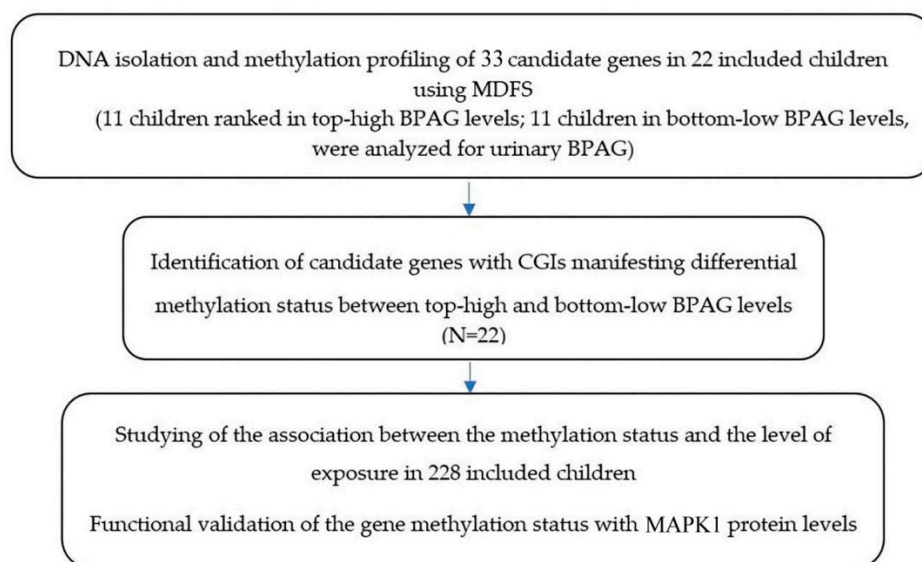 DNA isolation and methylation profiling of 33 candidate genes in 22 included children
using MDFS
(11 children ranked in top-high BPAG levels; 11 children in bottom-low BPAG levels,
were analyzed for urinary BPAG)
Identification of candidate genes with CGIs manifesting differential
methylation status between top-high and bottom-low BPAG levels
(N=22)
Studying of the association between the methylation status and the level of
exposure in 228 included children
Functional validation of the gene methylation status with MAPK1 protein levels